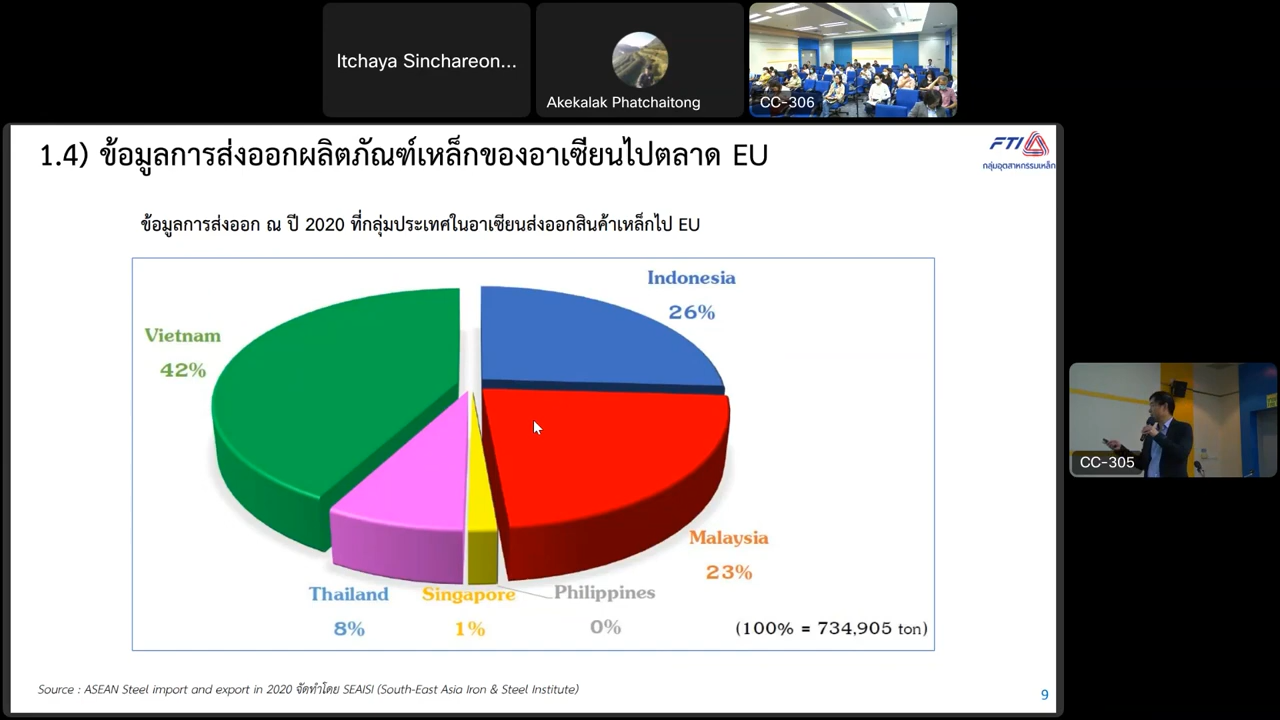 Itchaya Sinchareon...
Akekalak Phatchaitong
CC-306
1.4) ข้อมูลการส่งออกผลิตภัณฑ์เหล็กของอาเซียนไปตลาด EU
FTI
กลุ่มอุตสาหกรรมเหล็ก
ข้อมูลการส่งออก ณ ปี 2020 ที่กลุ่มประเทศในอาเซียนส่งออกสินค้าเหล็กไป EU
Indonesia
26%
Vietnam
42%
Malaysia
23%
Thailand
8%
Singapore
1%
Philippines
0%
(100% = 734,905 ton)
CC-305
Source : ASEAN Steel import and export in 2020 จัดทำโดย SEAISI (South-East Asia Iron & Steel Institute)
9